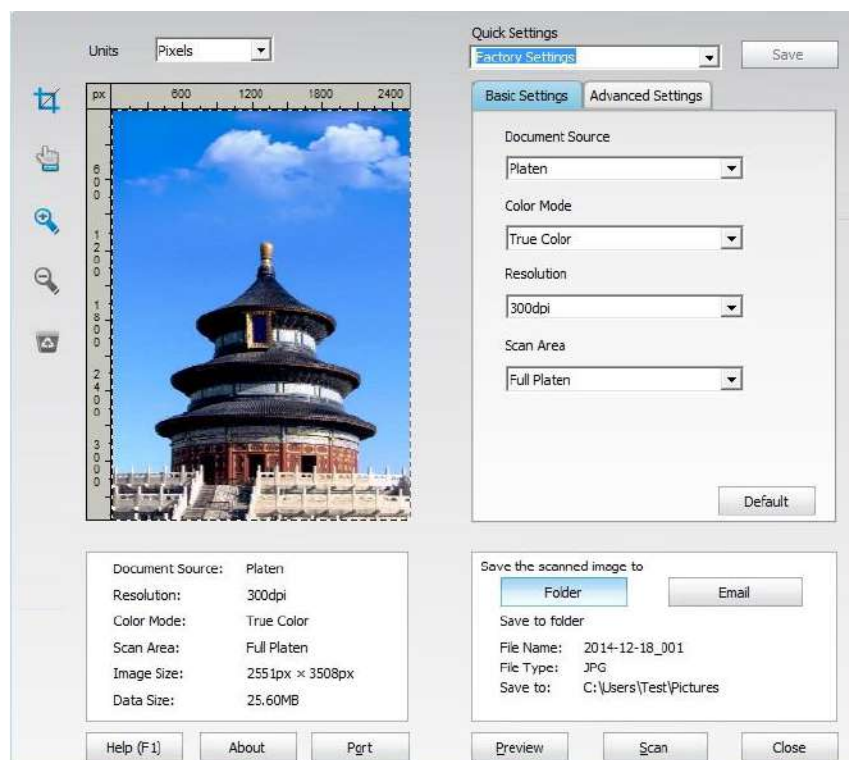 Quick Settings
Units Pixels
Factory Settings Save
px 600 1200 1800 2400
Basic Settings Advanced Settings
600
1200
1800
2400
3000
Document Source
Platen
Color Mode
True Color
Resolution
300dpi
Scan Area
Full Platen
Default
Document Source: Platen
Resolution: 300dpi
Color Mode: True Color
Scan Area: Full Platen
Image Size: 2551px × 3508px
Data Size: 25.60MB
Save the scanned image to
Folder Email
Save to folder
File Name: 2014-12-18_001
File Type: JPG
Save to: C:\Users\Test\Pictures
Help (F1) About Port Preview Scan Close